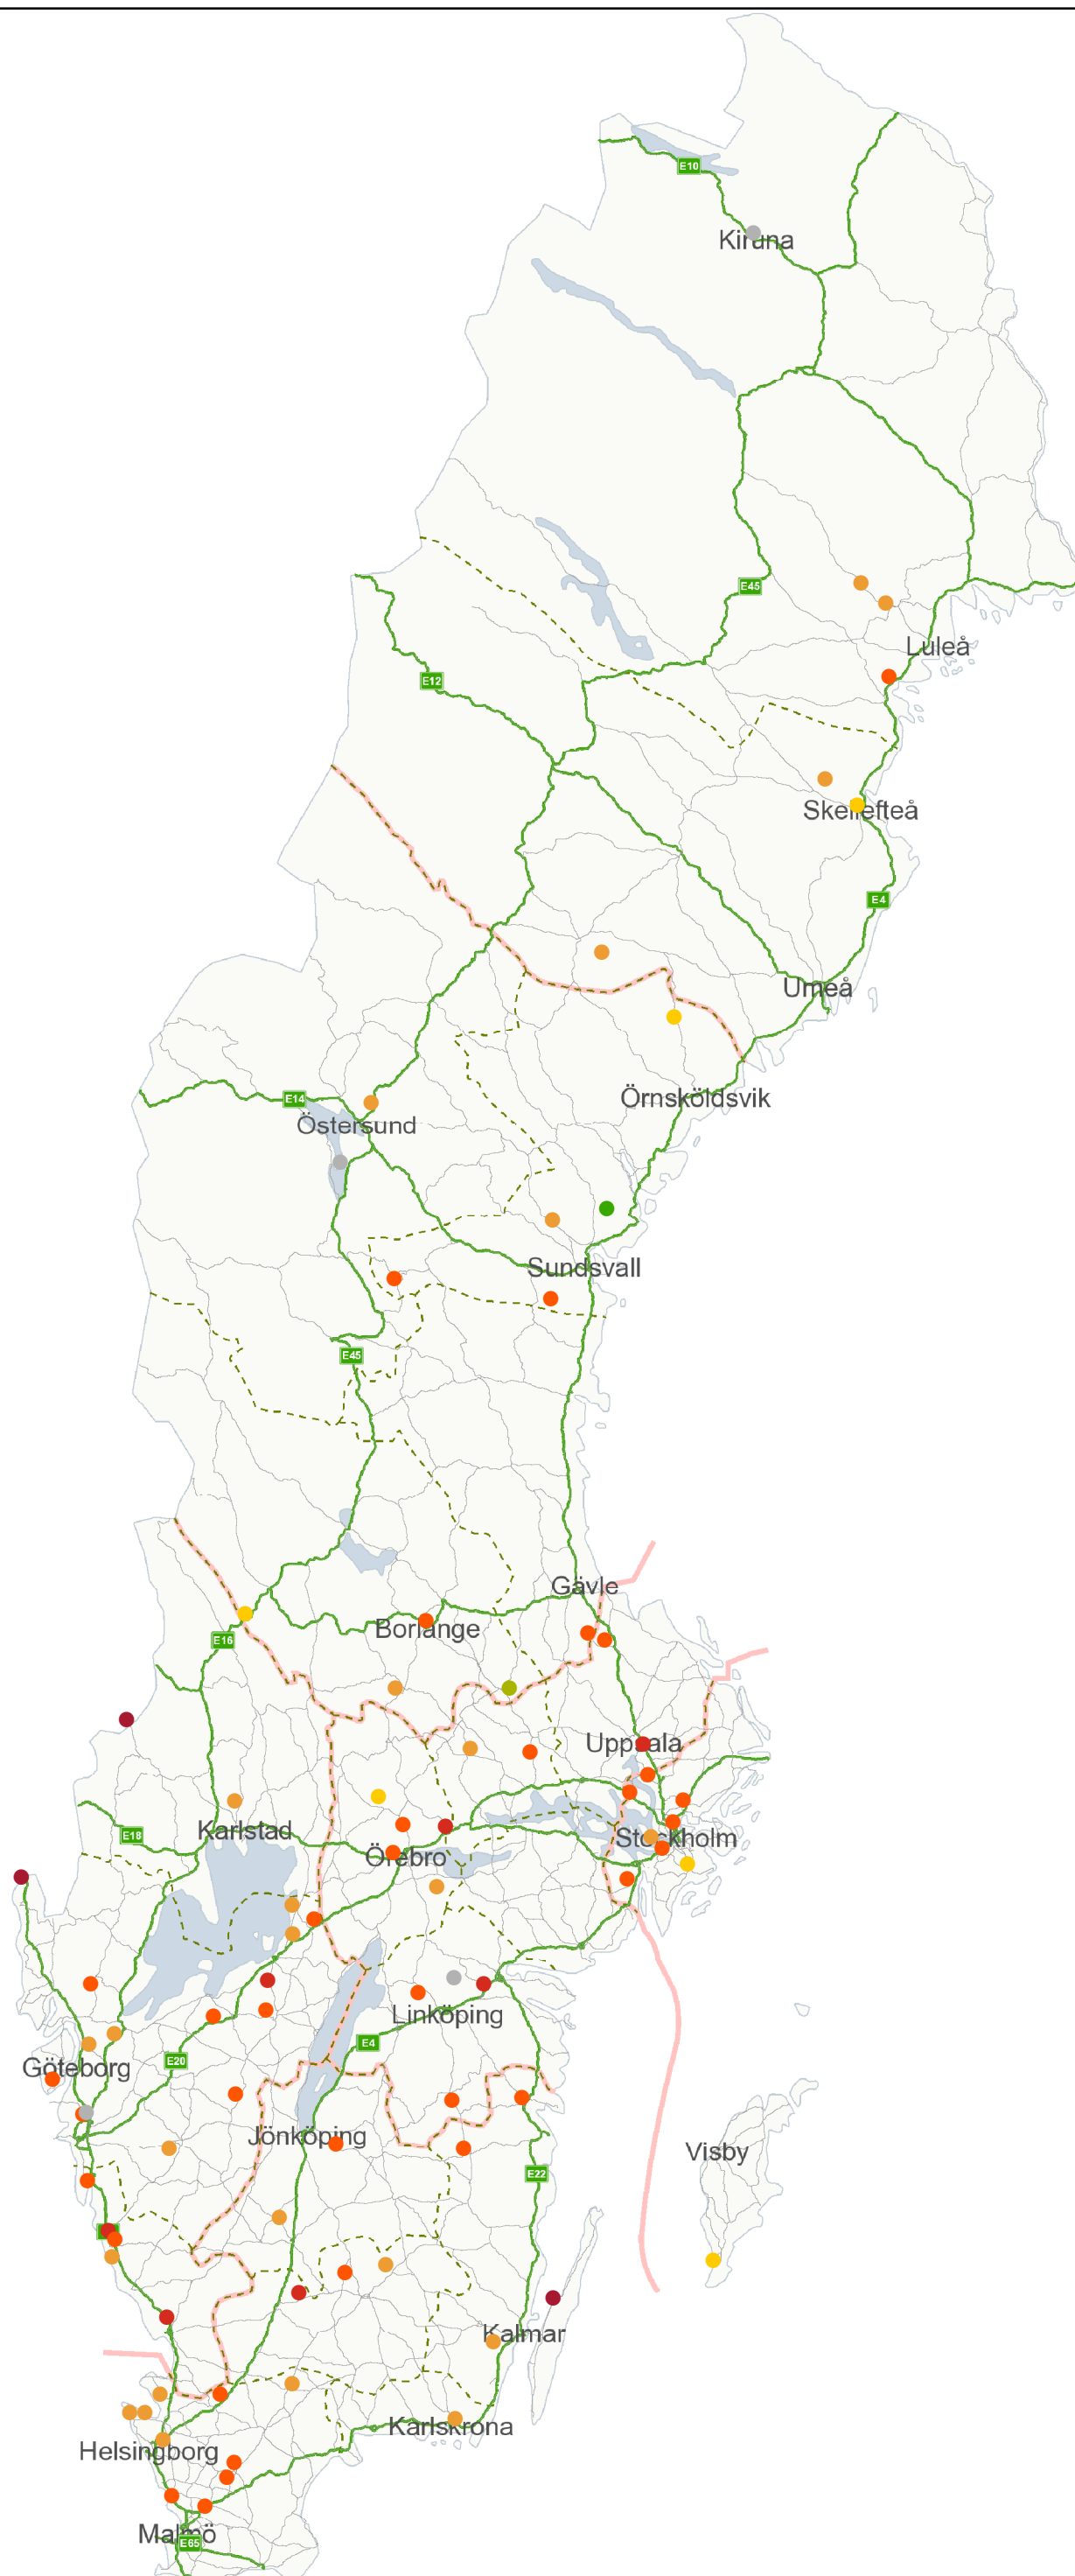 E10
Kiruna
E45
Luleå
E12
Skellefteå
E4
Umeå
Örnsköldsvik
E14
Östersund
Sundsvall
E45
Gävle
Borlänge
E16
Uppsala
Karlstad
E18
Stockholm
Örebro
Linköping
E4
E20
Göteborg
Jönköping
Visby
E22
Kalmar
Karlskrona
Helsingborg
Malmö
E65